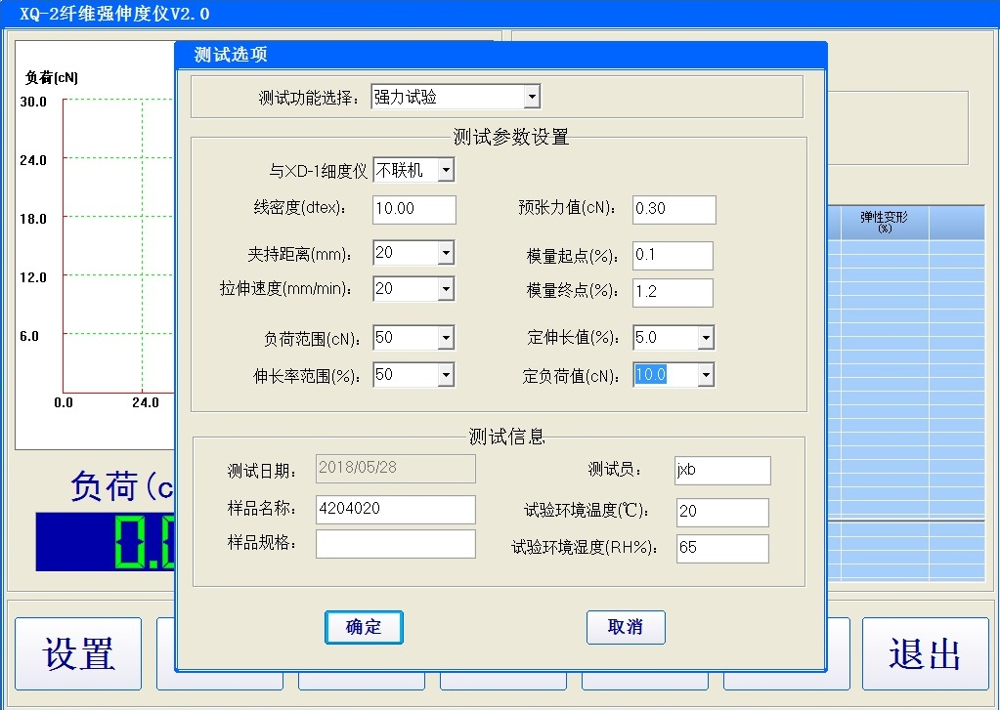 XQ-2纤维强伸度仪V2.0
测试选项
测试功能选择： 强力试验
测试参数设置
与XD-1细度仪 不联机
线密度(dtex)： 10.00 预张力值(cN)： 0.30
夹持距离(mm)： 20 模量起点(%)： 0.1
拉伸速度(mm/min)： 20 模量终点(%)： 1.2
负荷范围(cN)： 50 定伸长值(%)： 5.0
伸长率范围(%)： 50 定负荷值(cN)： 10.0
测试信息
测试日期： 2018/05/28 测试员： jxb
样品名称： 4204020 试验环境温度(℃)： 20
样品规格： 试验环境湿度(RH%)： 65
确定 取消
负荷(cN)
30.0
24.0
18.0
12.0
6.0
0.0 24.0
弹性变形
(%)
负荷(c
0.0
设置 退出